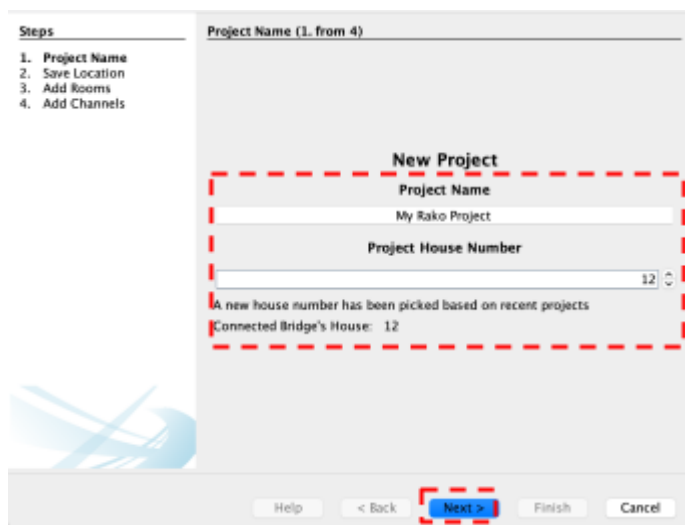 Steps
1. Project Name
2. Save Location
3. Add Rooms
4. Add Channels
Project Name (1. from 4)
New Project
Project Name
My Rako Project
Project House Number
12
A new house number has been picked based on recent projects
Connected Bridge's House: 12
Help < Back Next > Finish Cancel